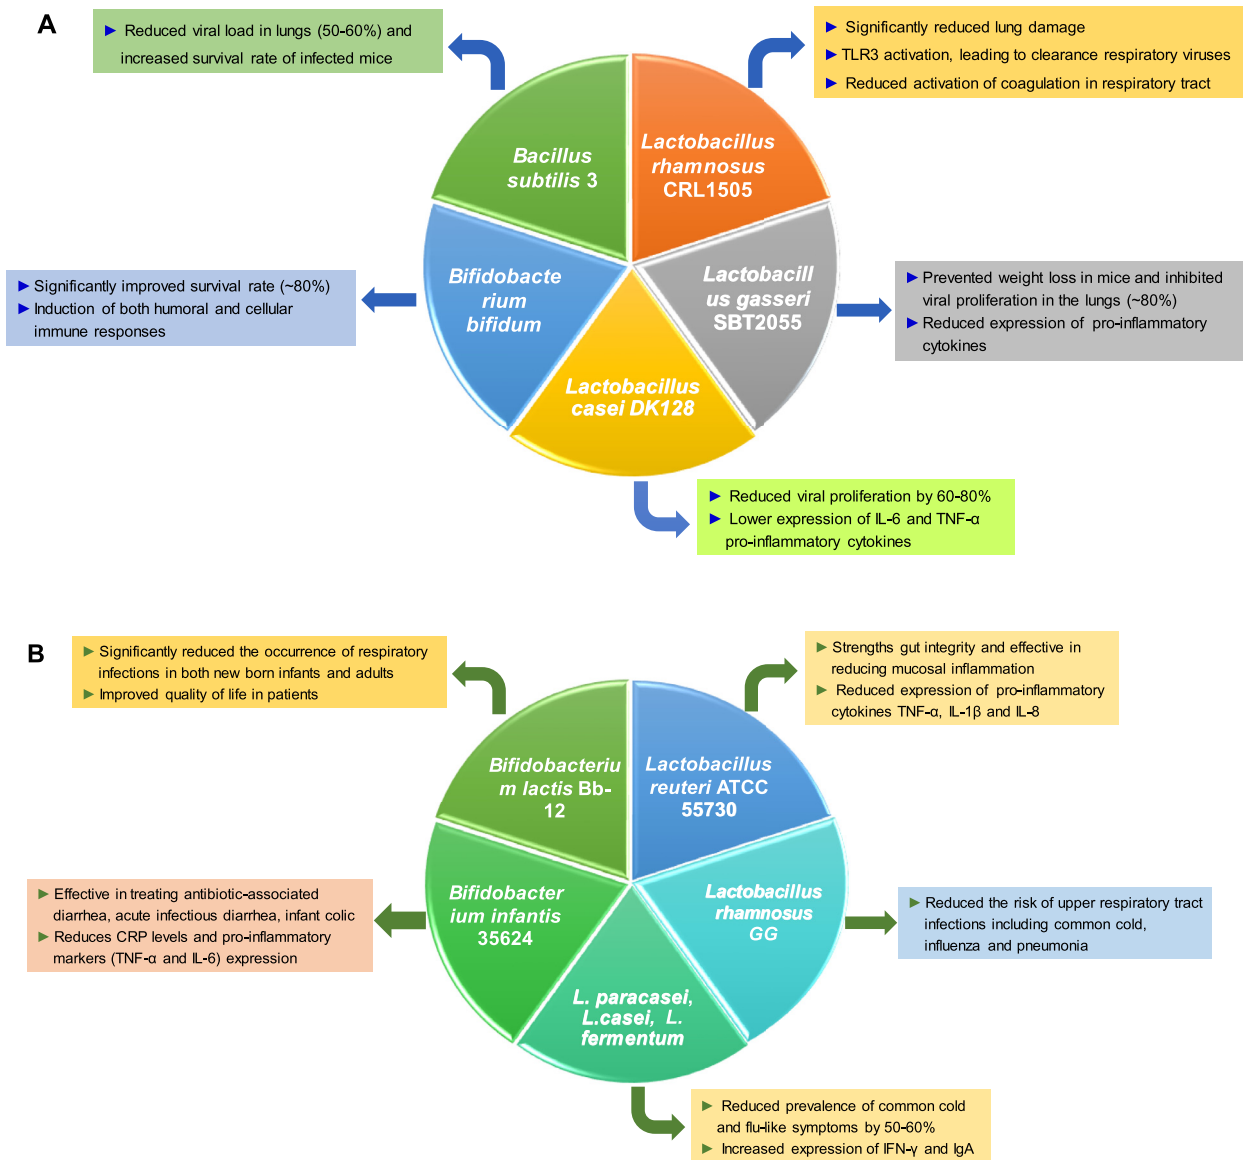 A
► Reduced viral load in lungs (50-60%) and
increased survival rate of infected mice
► Significantly reduced lung damage
► TLR3 activation, leading to clearance respiratory viruses
► Reduced activation of coagulation in respiratory tract
Bacillus
subtilis 3
Lactobacillus
rhamnosus
CRL1505
Bifidobacte
rium
bifidum
Lactobacill
us gasseri
SBT2055
Lactobacillus
casei DK128
► Significantly improved survival rate (~80%)
► Induction of both humoral and cellular
immune responses
► Prevented weight loss in mice and inhibited
viral proliferation in the lungs (~80%)
► Reduced expression of pro-inflammatory
cytokines
► Reduced viral proliferation by 60-80%
► Lower expression of IL-6 and TNF-α
pro-inflammatory cytokines
B
► Significantly reduced the occurrence of respiratory
infections in both new born infants and adults
► Improved quality of life in patients
► Strengths gut integrity and effective in
reducing mucosal inflammation
► Reduced expression of pro-inflammatory
cytokines TNF-α, IL-1β and IL-8
Bifidobacteriu
m lactis Bb-
12
Lactobacillus
reuteri ATCC
55730
Bifidobacter
ium infantis
35624
Lactobacillus
rhamnosus
GG
L. paracasei,
L.casei, L.
fermentum
► Effective in treating antibiotic-associated
diarrhea, acute infectious diarrhea, infant colic
► Reduces CRP levels and pro-inflammatory
markers (TNF-α and IL-6) expression
► Reduced the risk of upper respiratory tract
infections including common cold,
influenza and pneumonia
► Reduced prevalence of common cold
and flu-like symptoms by 50-60%
► Increased expression of IFN-γ and IgA